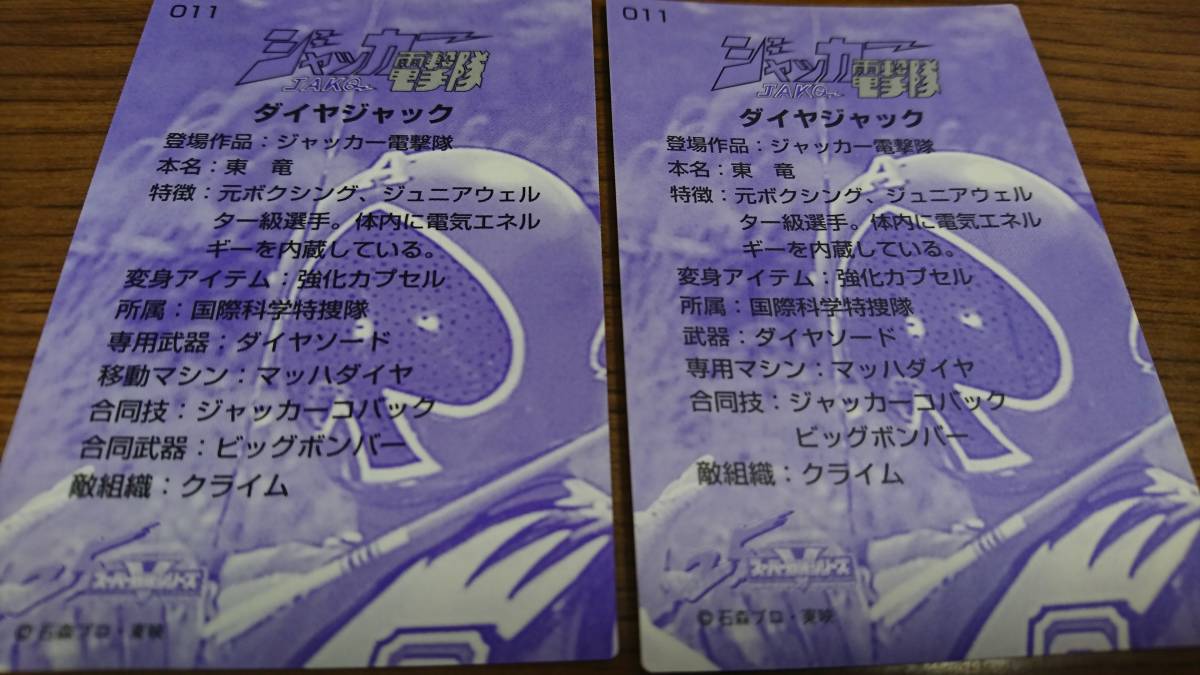 011
ジャッカー電撃隊
JAKQ
ダイヤジャック
登場作品：ジャッカー電撃隊
本名：東　竜
特徴：元ボクシング、ジュニアウェル
ター級選手。体内に電気エネル
ギーを内蔵している。
変身アイテム：強化カプセル
所属：国際科学特捜隊
専用武器：ダイヤソード
移動マシン：マッハダイヤ
合同技：ジャッカーコバック
合同武器：ビッグボンバー
敵組織：クライム
スーパー戦隊シリーズ
©石森プロ・東映
011
ジャッカー電撃隊
JAKQ
ダイヤジャック
登場作品：ジャッカー電撃隊
本名：東　竜
特徴：元ボクシング、ジュニアウェル
ター級選手。体内に電気エネル
ギーを内蔵している。
変身アイテム：強化カプセル
所属：国際科学特捜隊
武器：ダイヤソード
専用マシン：マッハダイヤ
合同技：ジャッカーコバック
ビッグボンバー
敵組織：クライム
スーパー戦隊シリーズ
©石森プロ・東映